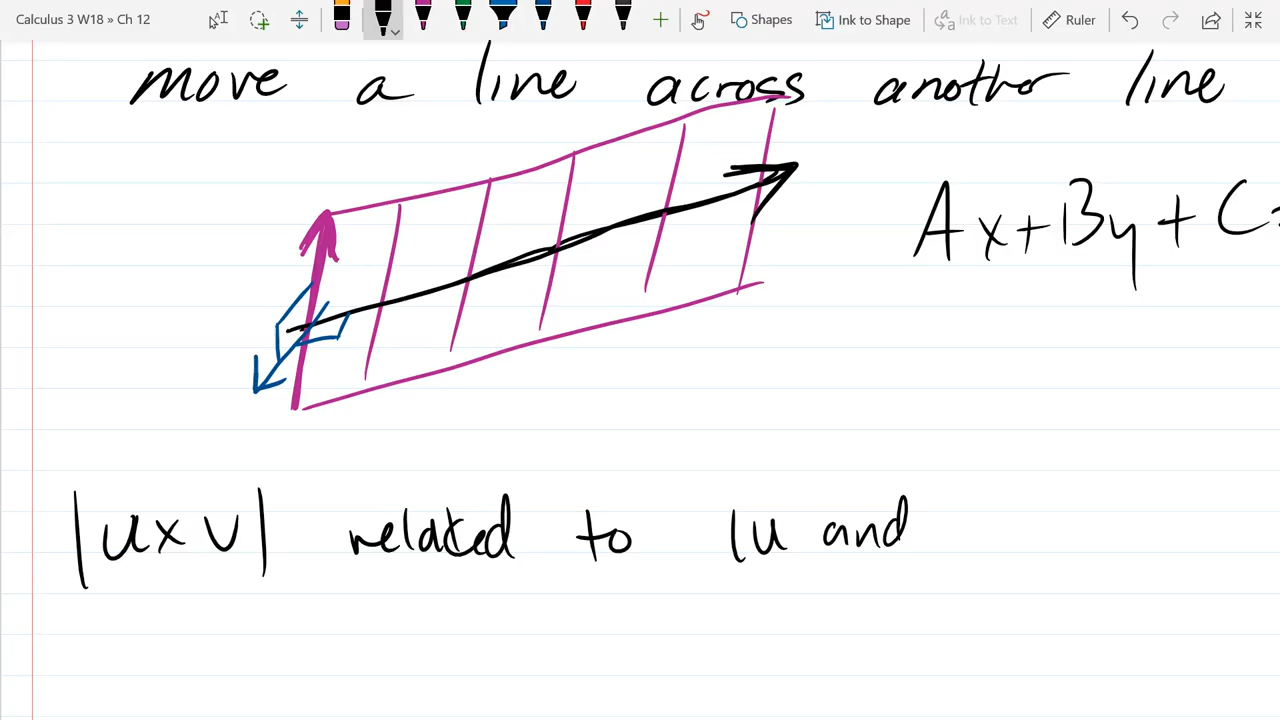 Calculus 3 W18 » Ch 12
Shapes
Ink to Shape
Ink to Text
Ruler
move a line across another line
Ax+By+C=
|u×v| related to |u and